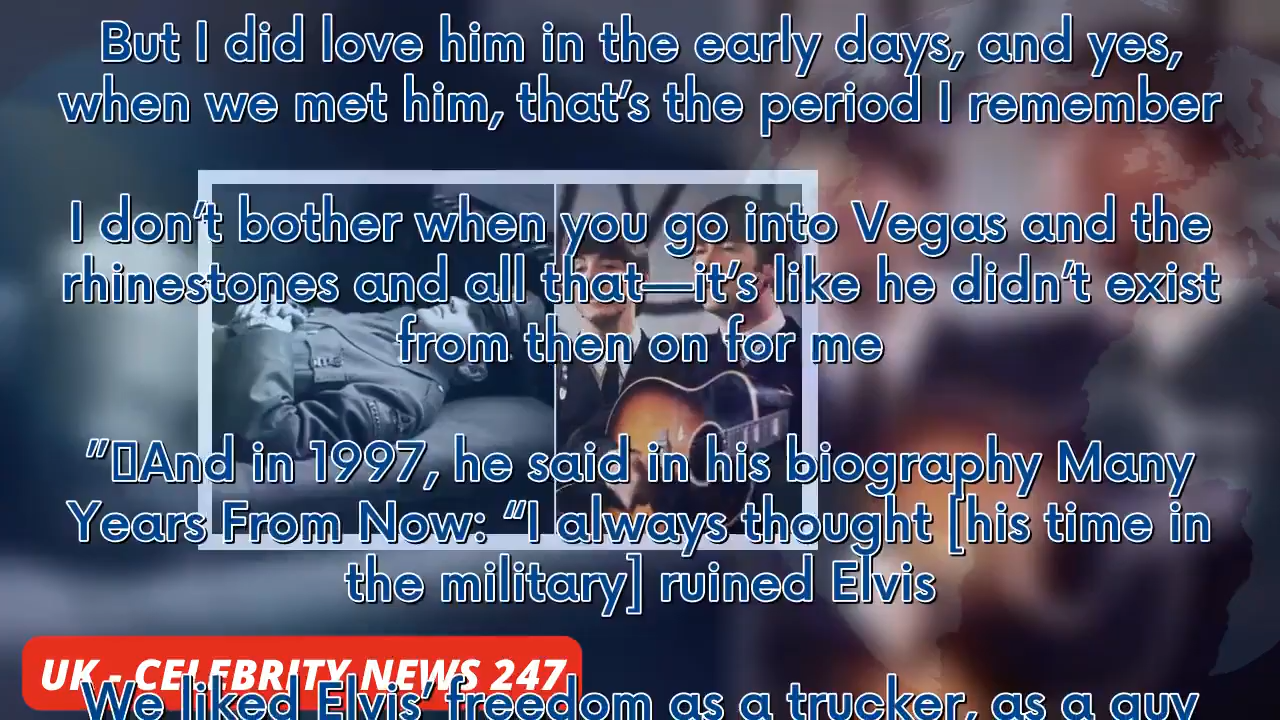 But I did love him in the early days, and yes,
when we met him, that's the period I remember
I don't bother when you go into Vegas and the
rhinestones and all that—it's like he didn't exist
from then on for me
"▯And in 1997, he said in his biography Many
Years From Now: “I always thought [his time in
the military] ruined Elvis
UK - CELEBRITY NEWS 247
We liked Elvis’ freedom as a trucker, as a guy